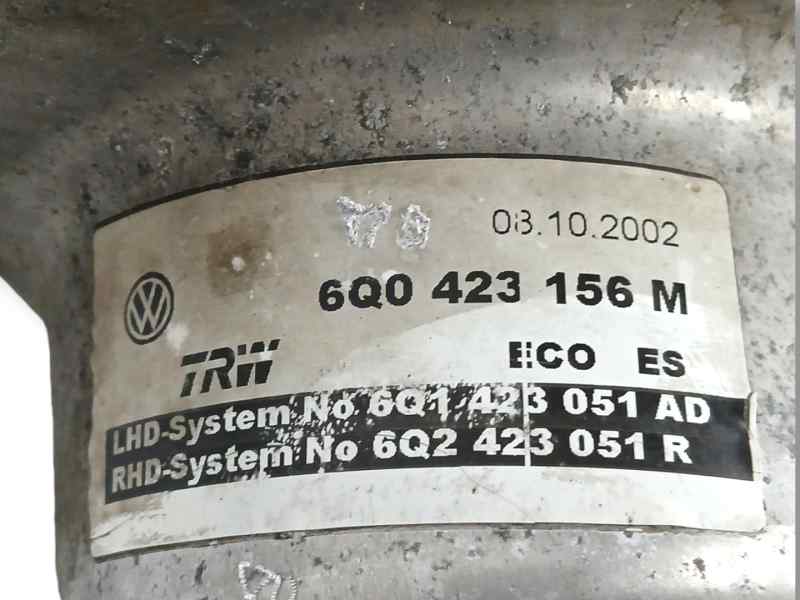 08.10.2002
6Q0 423 156 M
TRW ECO ES
LHD-System No 6Q1 423 051 AD
RHD-System No 6Q2 423 051 R